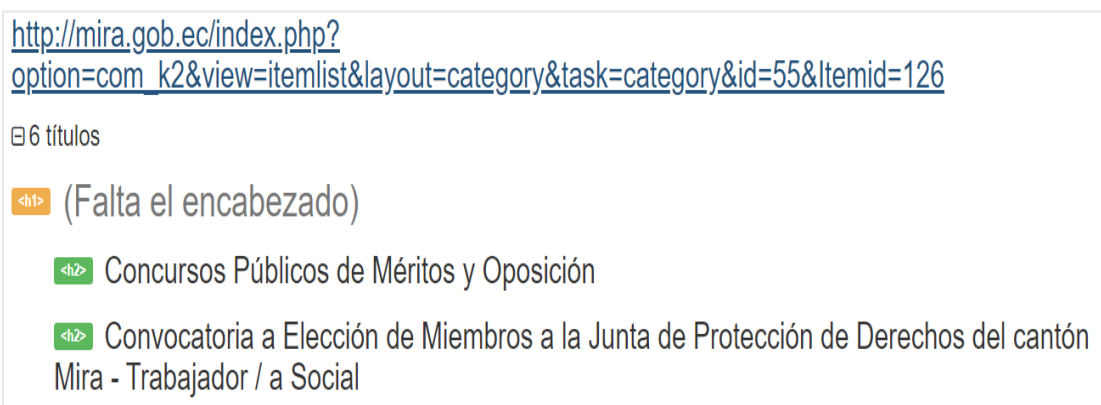 http://mira.gob.ec/index.php?
option=com_k2&view=itemlist&layout=category&task=category&id=55&Itemid=126
6 títulos
<h1> (Falta el encabezado)
<h2> Concursos Públicos de Méritos y Oposición
<h2> Convocatoria a Elección de Miembros a la Junta de Protección de Derechos del cantón
Mira - Trabajador / a Social